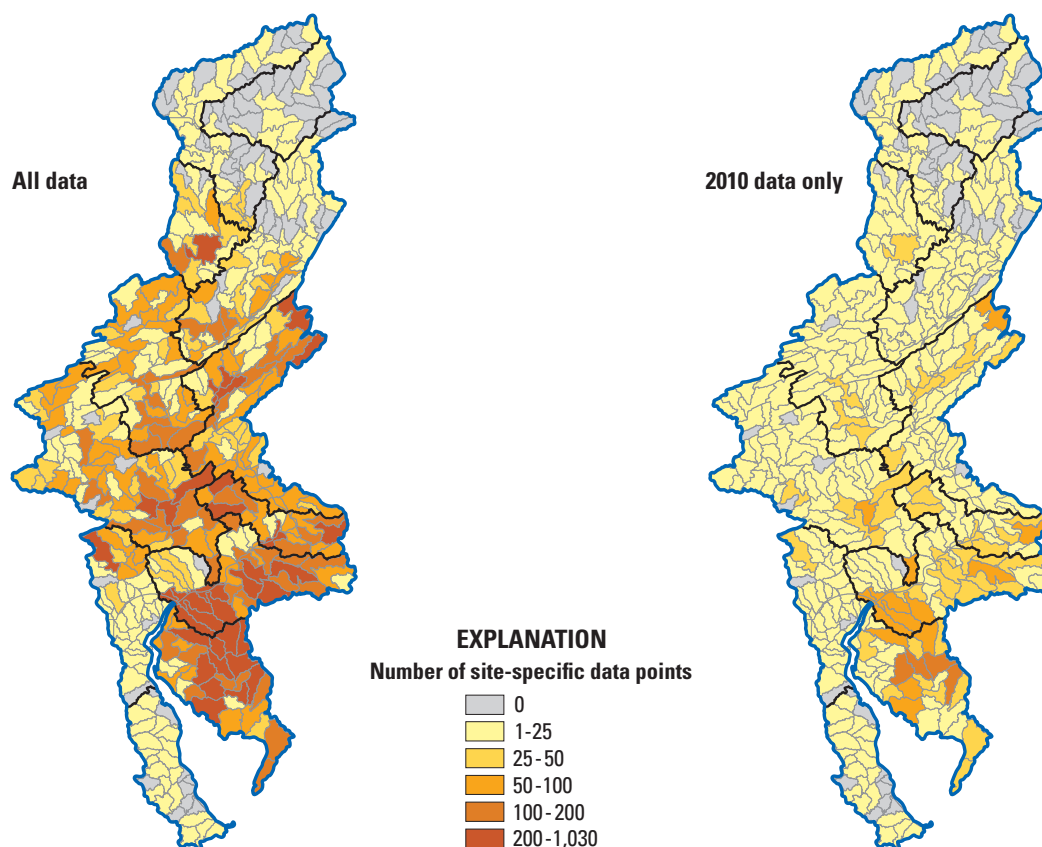 All data
2010 data only
EXPLANATION
Number of site-specific data points
0
1-25
25-50
50-100
100-200
200-1,030